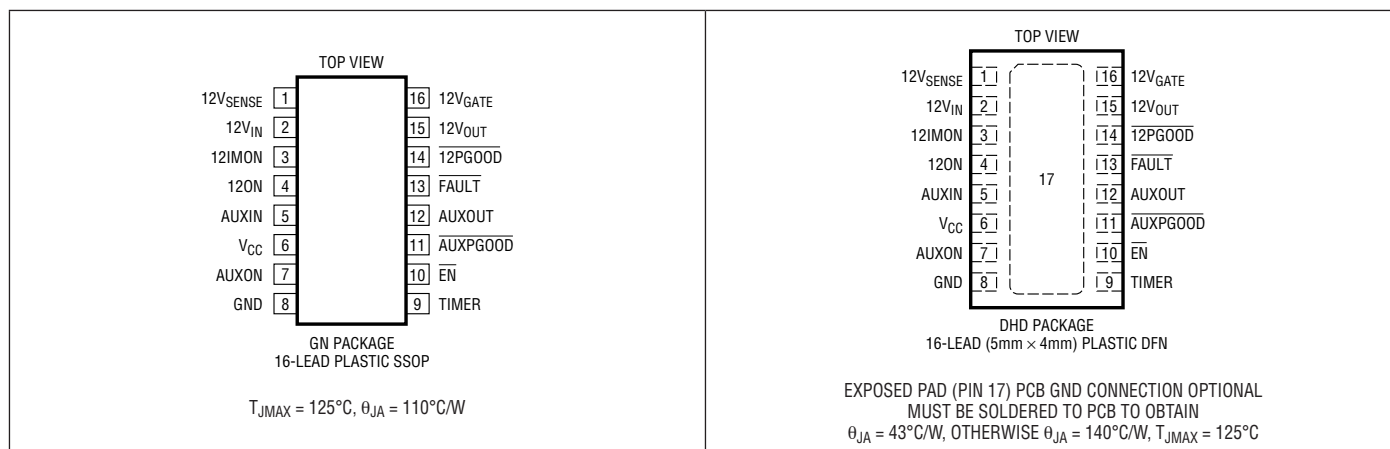 TOP VIEW
12VSENSE 1
12VIN 2
12IMON 3
12ON 4
AUXIN 5
VCC 6
AUXON 7
GND 8
16 12VGATE
15 12VOUT
14 12PGOOD
13 FAULT
12 AUXOUT
11 AUXPGOOD
10 EN
9 TIMER
GN PACKAGE
16-LEAD PLASTIC SSOP
TJMAX = 125°C, θJA = 110°C/W
TOP VIEW
12VSENSE 1
12VIN 2
12IMON 3
12ON 4
AUXIN 5
VCC 6
AUXON 7
GND 8
17
16 12VGATE
15 12VOUT
14 12PGOOD
13 FAULT
12 AUXOUT
11 AUXPGOOD
10 EN
9 TIMER
DHD PACKAGE
16-LEAD (5mm × 4mm) PLASTIC DFN
EXPOSED PAD (PIN 17) PCB GND CONNECTION OPTIONAL
MUST BE SOLDERED TO PCB TO OBTAIN
θJA = 43°C/W, OTHERWISE θJA = 140°C/W, TJMAX = 125°C